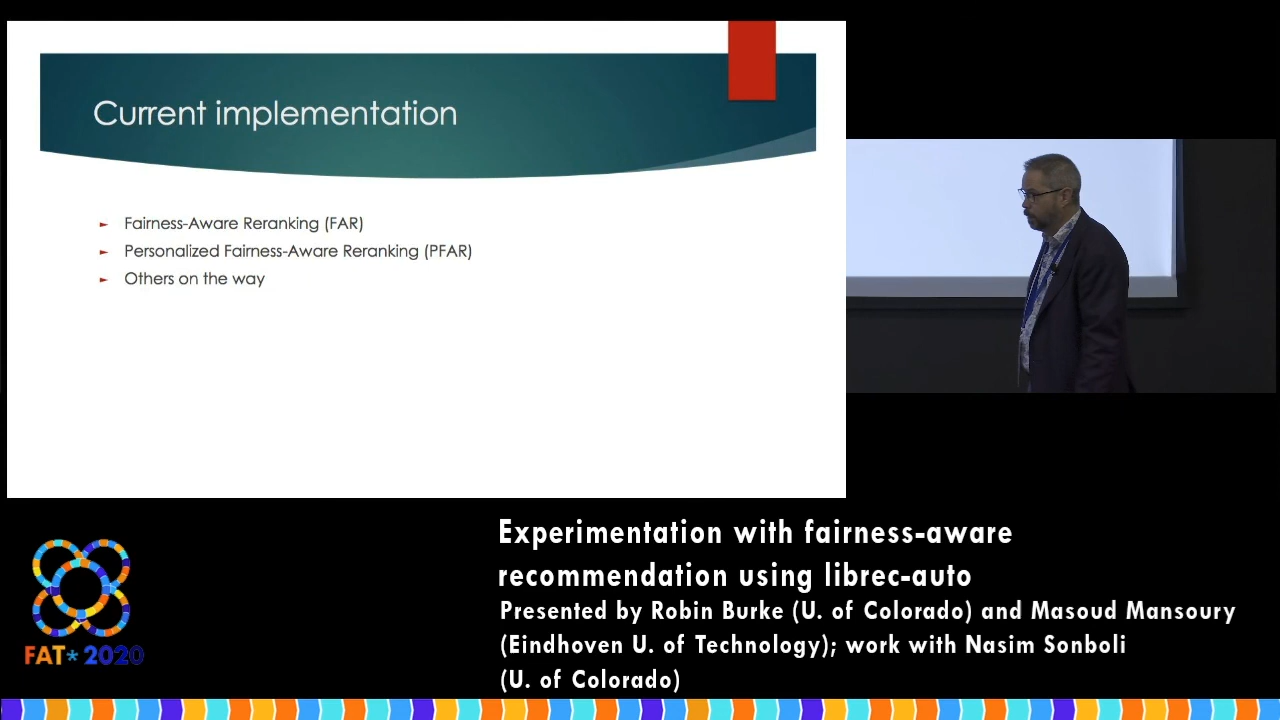 Current implementation
► Fairness-Aware Reranking (FAR)
► Personalized Fairness-Aware Reranking (PFAR)
► Others on the way
Experimentation with fairness-aware
recommendation using librec-auto
Presented by Robin Burke (U. of Colorado) and Masoud Mansoury
(Eindhoven U. of Technology); work with Nasim Sonboli
(U. of Colorado)
FAT* 2020